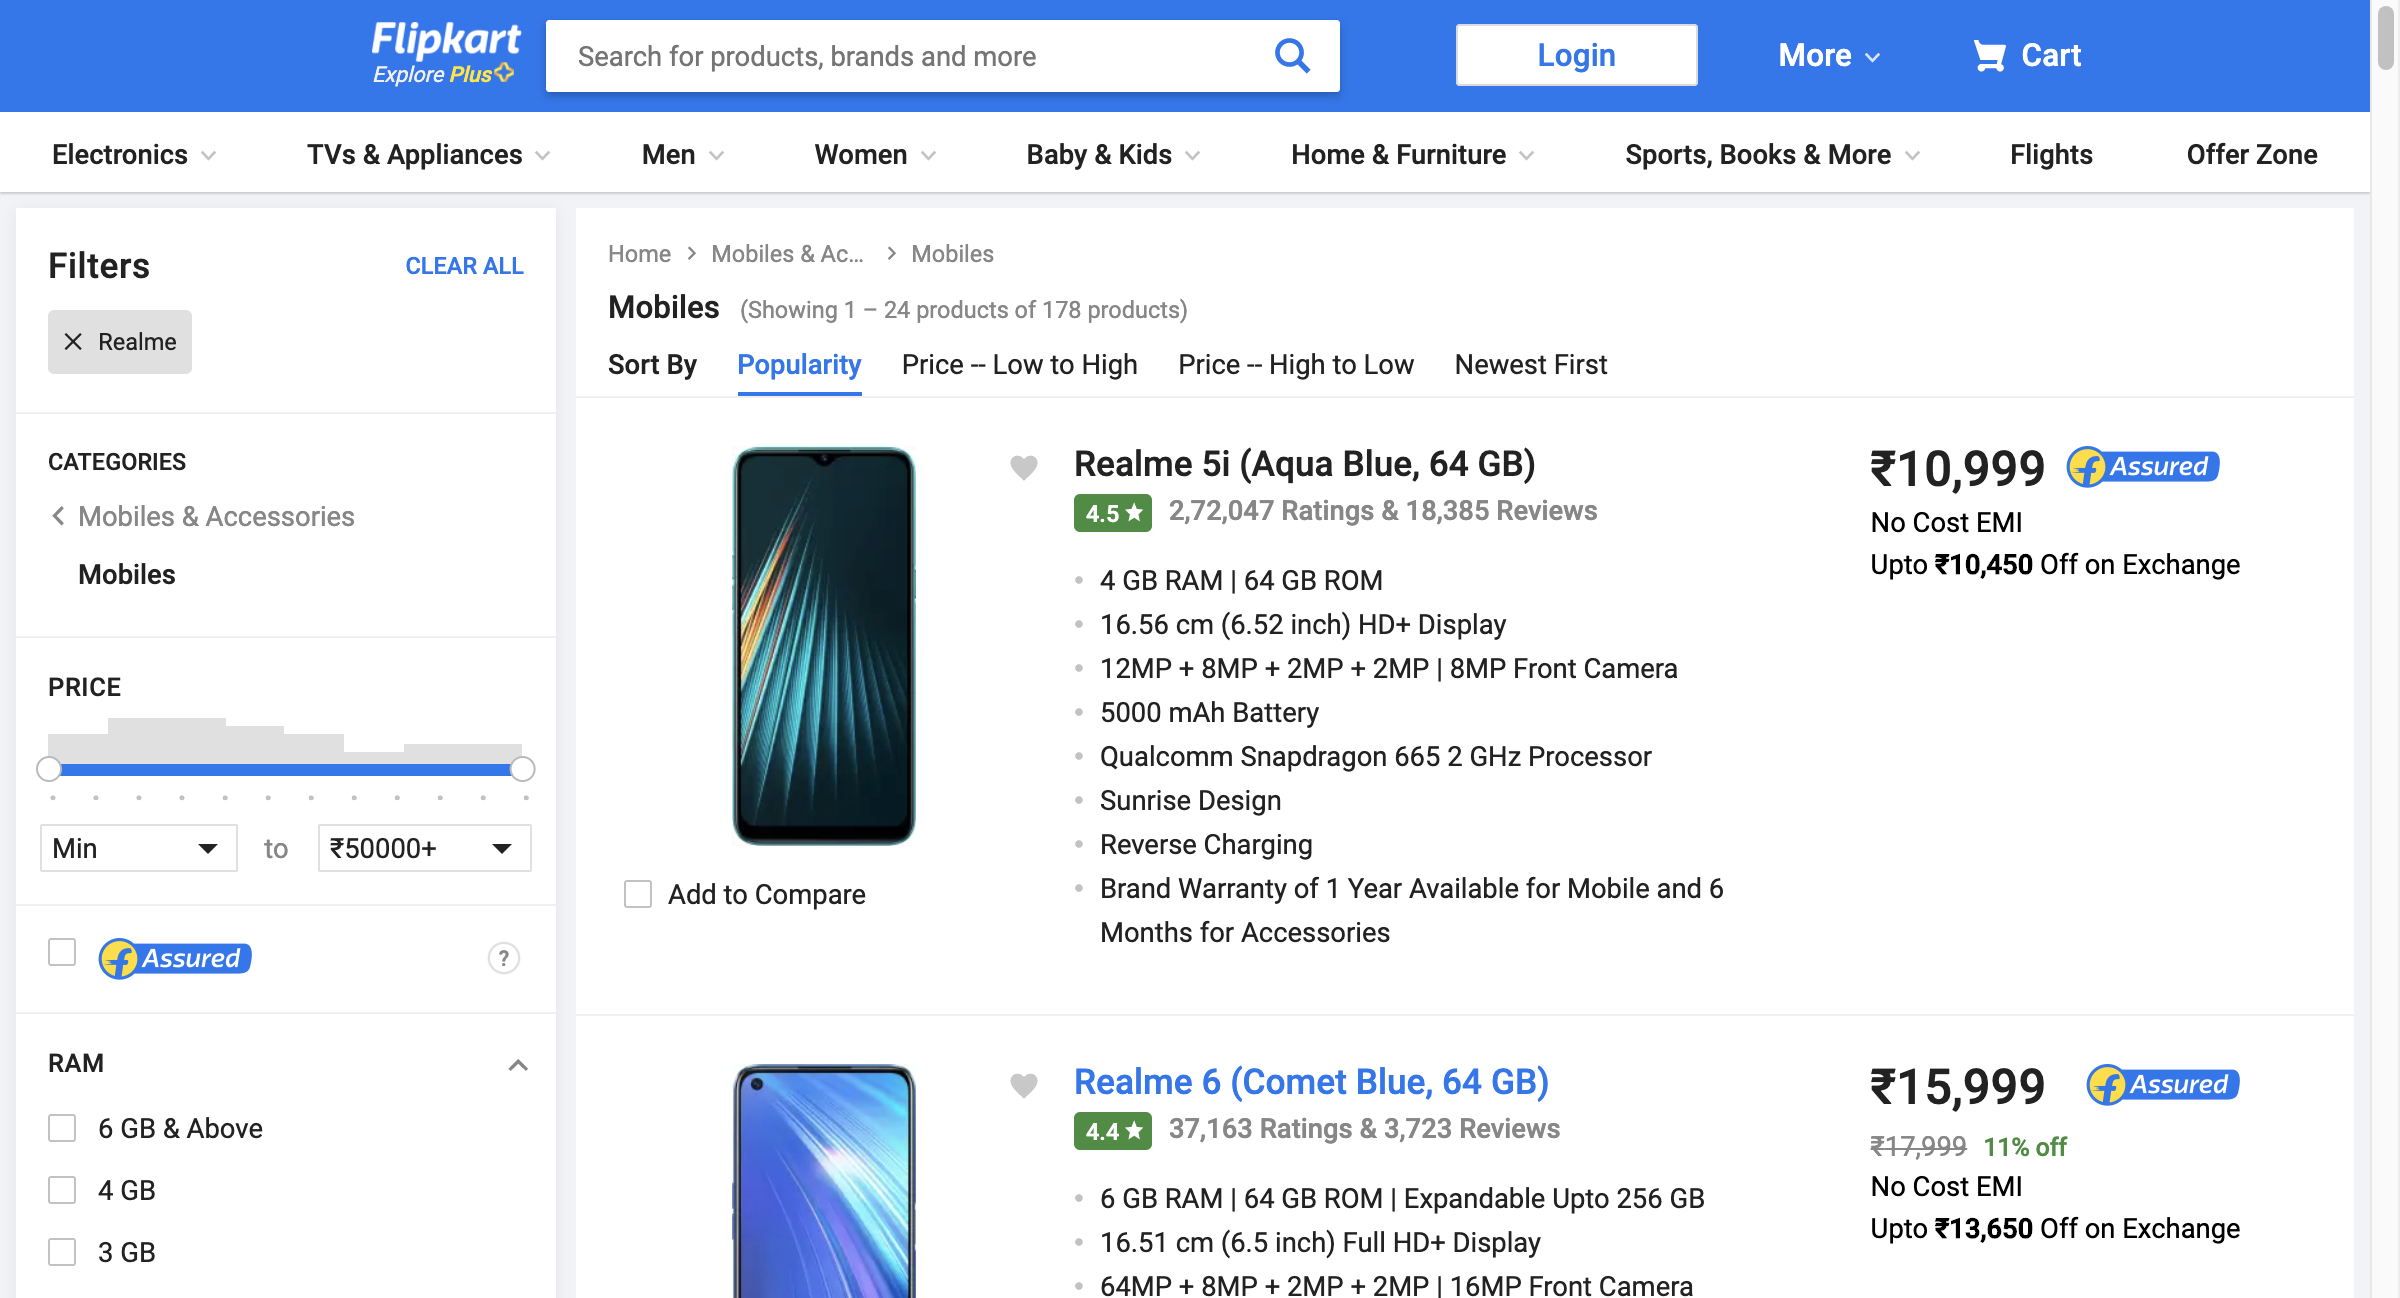 Flipkart
Explore Plus
Search for products, brands and more
Login
More
Cart
Electronics
TVs & Appliances
Men
Women
Baby & Kids
Home & Furniture
Sports, Books & More
Flights
Offer Zone
Filters
CLEAR ALL
Realme
CATEGORIES
Mobiles & Accessories
Mobiles
PRICE
Min
to
₹50000+
Assured
?
RAM
6 GB & Above
4 GB
3 GB
Home
Mobiles & Ac...
Mobiles
Mobiles (Showing 1 – 24 products of 178 products)
Sort By
Popularity
Price -- Low to High
Price -- High to Low
Newest First
Add to Compare
Realme 5i (Aqua Blue, 64 GB)
4.5 ★ 2,72,047 Ratings & 18,385 Reviews
4 GB RAM | 64 GB ROM
16.56 cm (6.52 inch) HD+ Display
12MP + 8MP + 2MP + 2MP | 8MP Front Camera
5000 mAh Battery
Qualcomm Snapdragon 665 2 GHz Processor
Sunrise Design
Reverse Charging
Brand Warranty of 1 Year Available for Mobile and 6
Months for Accessories
₹10,999
Assured
No Cost EMI
Upto ₹10,450 Off on Exchange
Realme 6 (Comet Blue, 64 GB)
4.4 ★ 37,163 Ratings & 3,723 Reviews
6 GB RAM | 64 GB ROM | Expandable Upto 256 GB
16.51 cm (6.5 inch) Full HD+ Display
64MP + 8MP + 2MP + 2MP | 16MP Front Camera
₹15,999
Assured
₹17,999 11% off
No Cost EMI
Upto ₹13,650 Off on Exchange